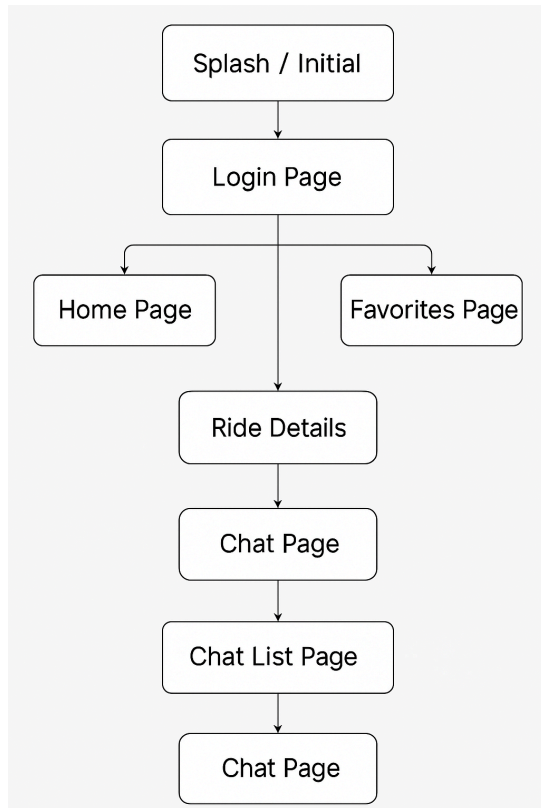 Splash / Initial
Login Page
Home Page
Favorites Page
Ride Details
Chat Page
Chat List Page
Chat Page